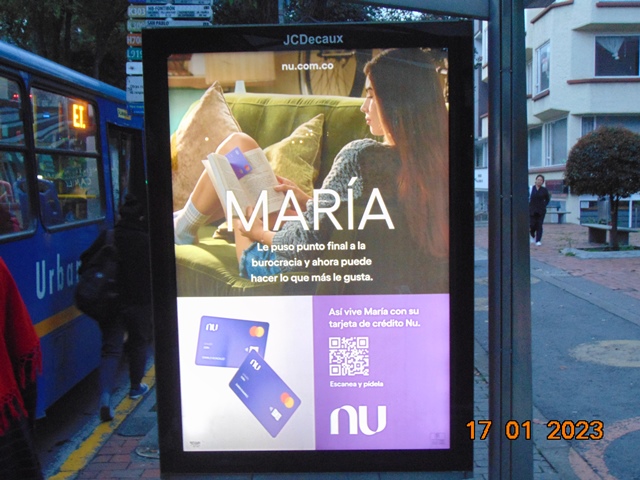 JCDecaux
nu.com.co
MARÍA
Le puso punto final a la
burocracia y ahora puede
hacer lo que más le gusta.
Así vive María con su
tarjeta de crédito Nu.
Escanea y pídela
nu
nu
nu
Urban
17 01 2023